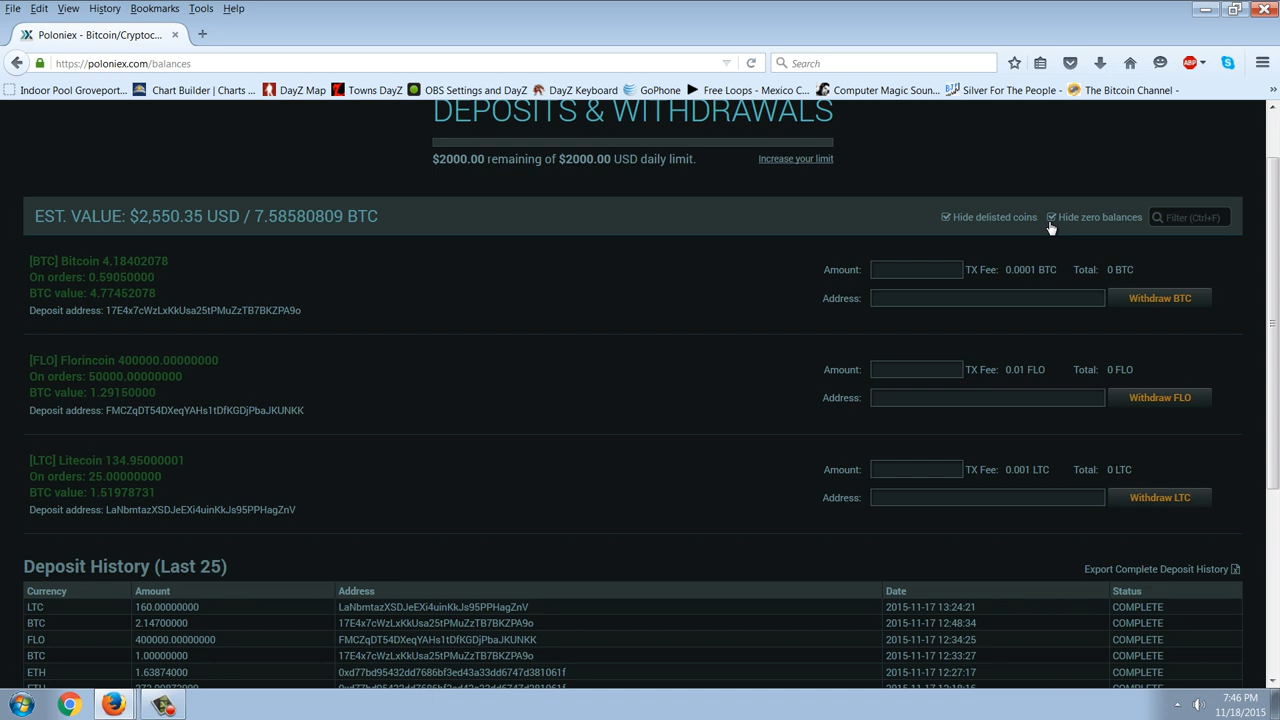 File Edit View History Bookmarks Tools Help
Poloniex - Bitcoin/Cryptoc...
https://poloniex.com/balances
Search
ABP
Indoor Pool Groveport... Chart Builder | Charts ... DayZ Map Towns DayZ OBS Settings and DayZ DayZ Keyboard GoPhone Free Loops - Mexico C... Computer Magic Soun... Silver For The People - The Bitcoin Channel -
DEPOSITS & WITHDRAWALS
$2000.00 remaining of $2000.00 USD daily limit. Increase your limit
EST. VALUE: $2,550.35 USD / 7.58580809 BTC
Hide delisted coins Hide zero balances Filter (Ctrl+F)
[BTC] Bitcoin 4.18402078
On orders: 0.59050000
BTC value: 4.77452078
Deposit address: 17E4x7cWzLxKkUsa25tPMuZzTB7BKZPA9o
Amount: TX Fee: 0.0001 BTC Total: 0 BTC
Address: Withdraw BTC
[FLO] Florincoin 400000.00000000
On orders: 50000.00000000
BTC value: 1.29150000
Deposit address: FMCZqDT54DXeqYAHs1tDfKGDjPbaJKUNKK
Amount: TX Fee: 0.01 FLO Total: 0 FLO
Address: Withdraw FLO
[LTC] Litecoin 134.95000001
On orders: 25.00000000
BTC value: 1.51978731
Deposit address: LaNbmtazXSDJeEXi4uinKkJs95PPHagZnV
Amount: TX Fee: 0.001 LTC Total: 0 LTC
Address: Withdraw LTC
Deposit History (Last 25)
Export Complete Deposit History
Currency Amount Address Date Status
LTC 160.00000000 LaNbmtazXSDJeEXi4uinKkJs95PPHagZnV 2015-11-17 13:24:21 COMPLETE
BTC 2.14700000 17E4x7cWzLxKkUsa25tPMuZzTB7BKZPA9o 2015-11-17 12:48:34 COMPLETE
FLO 400000.00000000 FMCZqDT54DXeqYAHs1tDfKGDjPbaJKUNKK 2015-11-17 12:34:25 COMPLETE
BTC 1.00000000 17E4x7cWzLxKkUsa25tPMuZzTB7BKZPA9o 2015-11-17 12:33:27 COMPLETE
ETH 1.63874000 0xd77bd95432dd7686bf3ed43a33dd6747d381061f 2015-11-17 12:27:17 COMPLETE
7:46 PM
11/18/2015